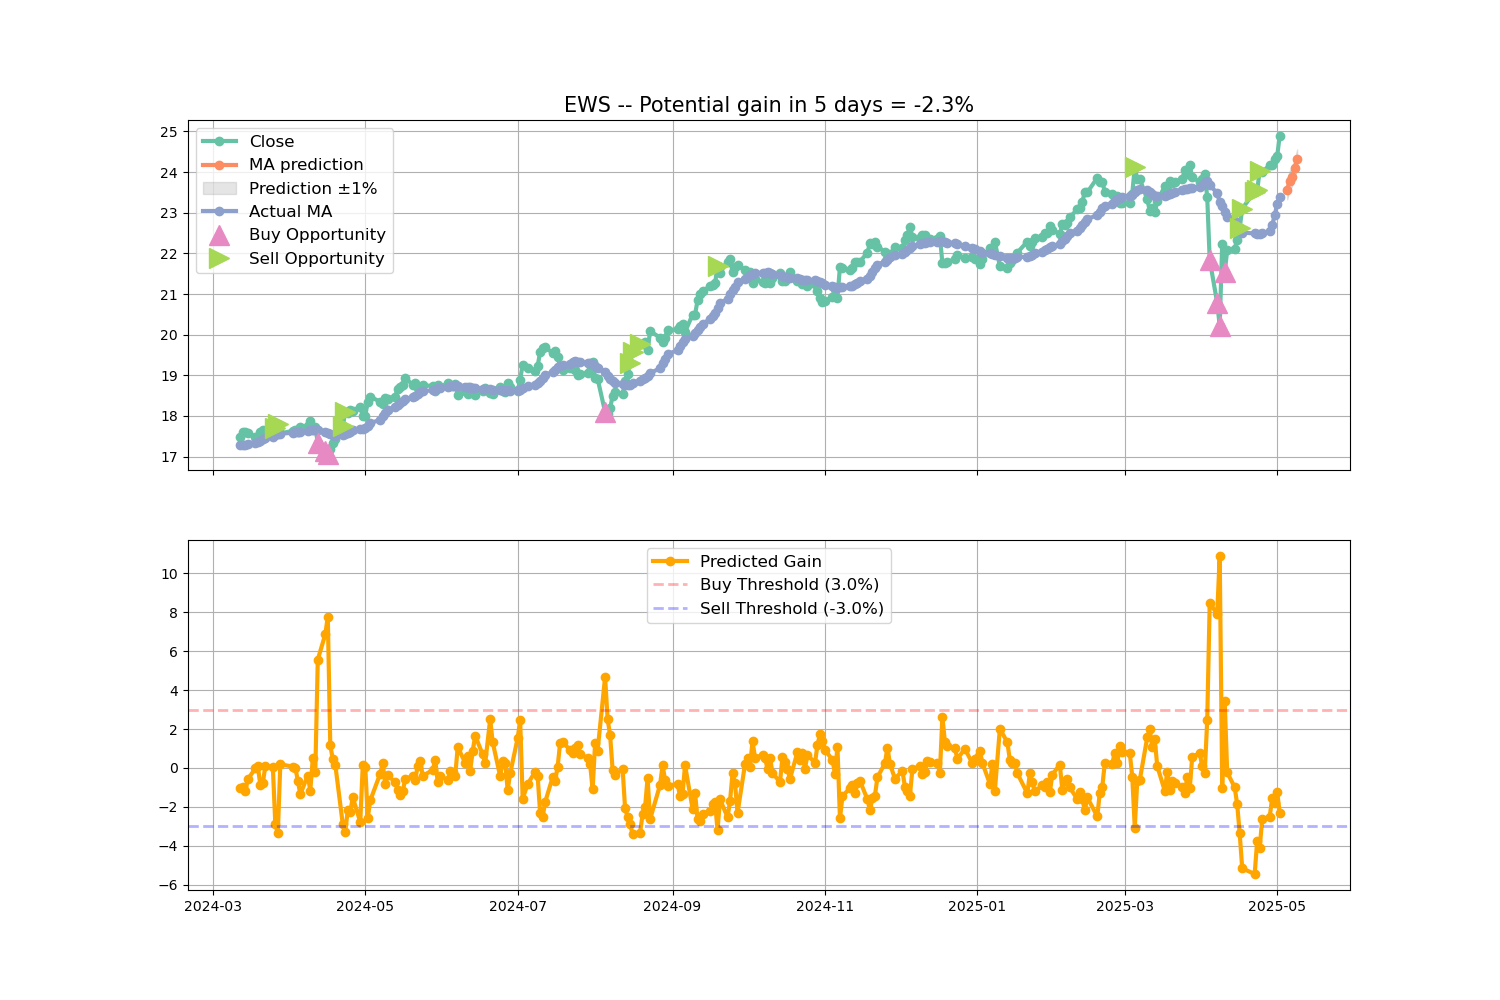 EWS -- Potential gain in 5 days = -2.3%
25
24
23
22
21
20
19
18
17
Close
MA prediction
Prediction ±1%
Actual MA
Buy Opportunity
Sell Opportunity
10
8
6
4
2
0
−2
−4
−6
Predicted Gain
Buy Threshold (3.0%)
Sell Threshold (-3.0%)
2024-03 2024-05 2024-07 2024-09 2024-11 2025-01 2025-03 2025-05